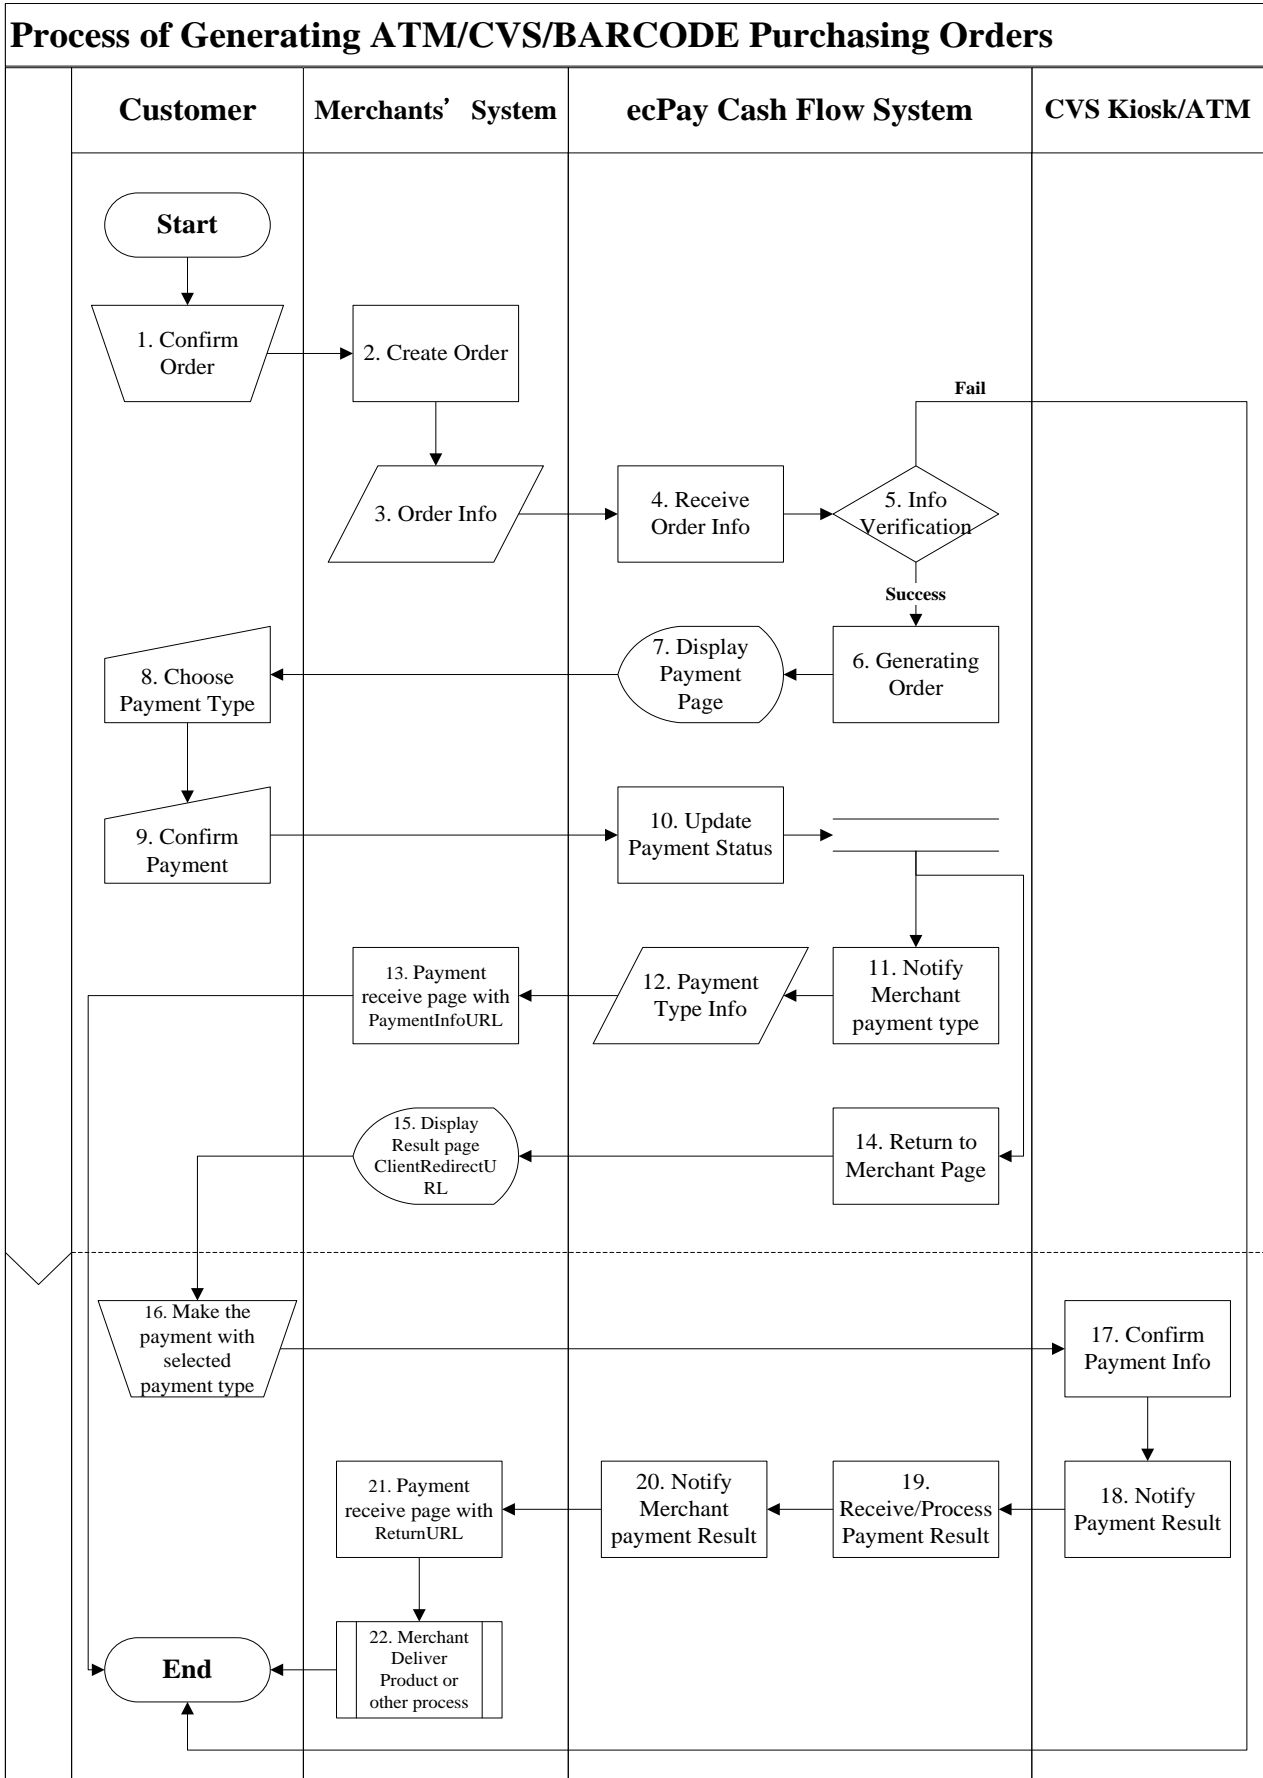 Process of Generating ATM/CVS/BARCODE Purchasing Orders
Customer
Merchants’ System
ecPay Cash Flow System
CVS Kiosk/ATM
Start
1. Confirm
Order
2. Create Order
Fail
3. Order Info
4. Receive
Order Info
5. Info
Verification
Success
6. Generating
Order
7. Display
Payment
Page
8. Choose
Payment Type
9. Confirm
Payment
10. Update
Payment Status
11. Notify
Merchant
payment type
12. Payment
Type Info
13. Payment
receive page with
PaymentInfoURL
14. Return to
Merchant Page
15. Display
Result page
ClientRedirectU
RL
16. Make the
payment with
selected
payment type
17. Confirm
Payment Info
18. Notify
Payment Result
19.
Receive/Process
Payment Result
20. Notify
Merchant
payment Result
21. Payment
receive page with
ReturnURL
22. Merchant
Deliver
Product or
other process
End